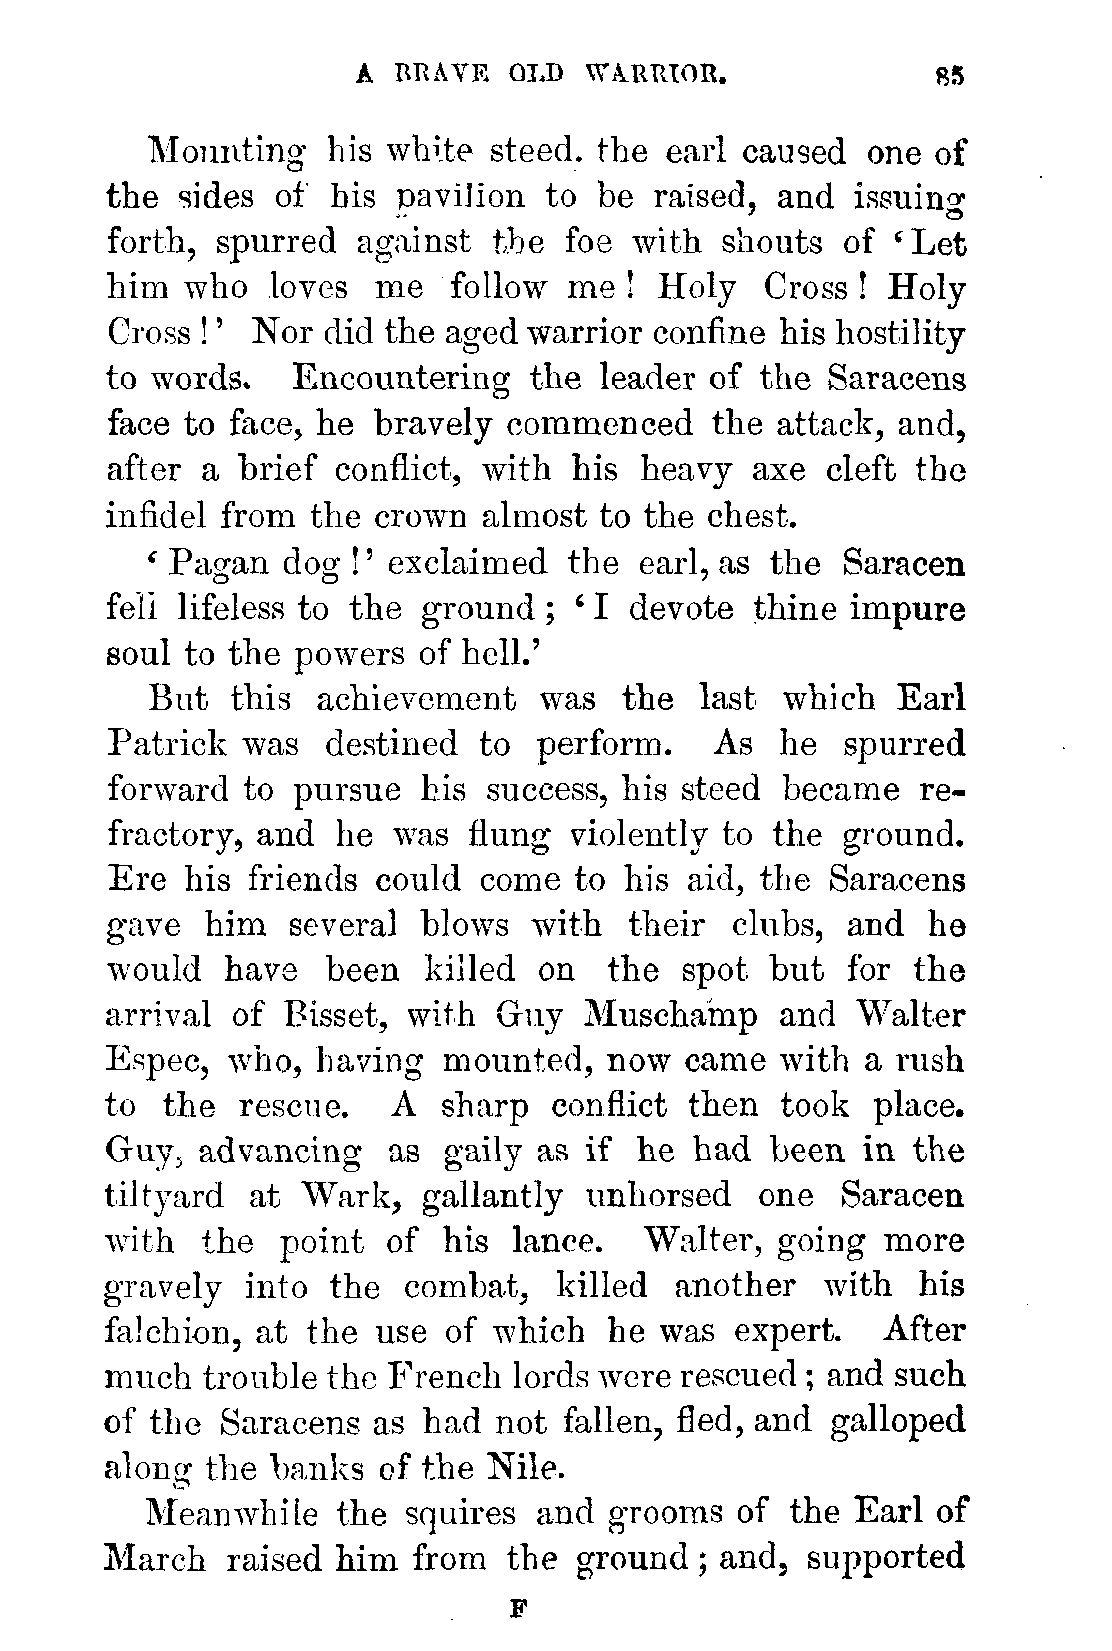 A BRAVE OLD WARRIOR. 85
Mounting his white steed. the earl caused one of
the sides of his pavilion to be raised, and issuing
forth, spurred against the foe with shouts of ‘Let
him who loves me follow me! Holy Cross! Holy
Cross!’ Nor did the aged warrior confine his hostility
to words. Encountering the leader of the Saracens
face to face, he bravely commenced the attack, and,
after a brief conflict, with his heavy axe cleft the
infidel from the crown almost to the chest.
‘Pagan dog!’ exclaimed the earl, as the Saracen
fell lifeless to the ground; ‘I devote thine impure
soul to the powers of hell.’
But this achievement was the last which Earl
Patrick was destined to perform. As he spurred
forward to pursue his success, his steed became re-
fractory, and he was flung violently to the ground.
Ere his friends could come to his aid, the Saracens
gave him several blows with their clubs, and he
would have been killed on the spot but for the
arrival of Bisset, with Guy Muschamp and Walter
Espec, who, having mounted, now came with a rush
to the rescue. A sharp conflict then took place.
Guy, advancing as gaily as if he had been in the
tiltyard at Wark, gallantly unhorsed one Saracen
with the point of his lance. Walter, going more
gravely into the combat, killed another with his
falchion, at the use of which he was expert. After
much trouble the French lords were rescued; and such
of the Saracens as had not fallen, fled, and galloped
along the banks of the Nile.
Meanwhile the squires and grooms of the Earl of
March raised him from the ground; and, supported
F